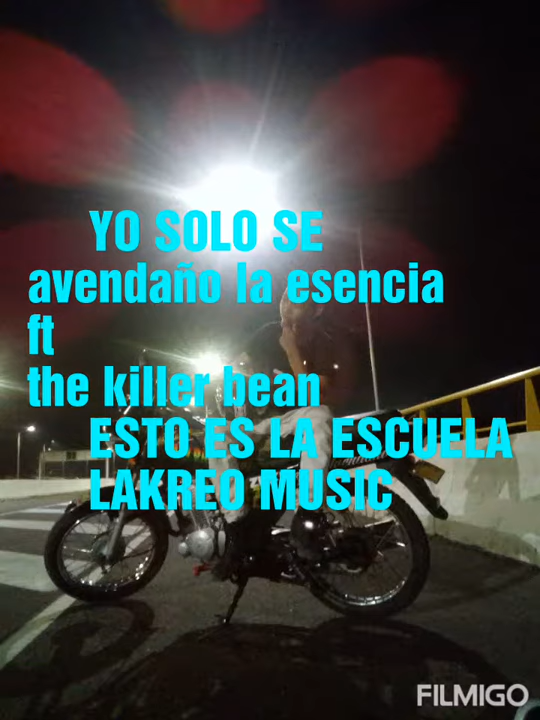 YO SOLO SE
avendaño la esencia
ft
the killer bean
ESTO ES LA ESCUELA
LAKREO MUSIC
FILMIGO